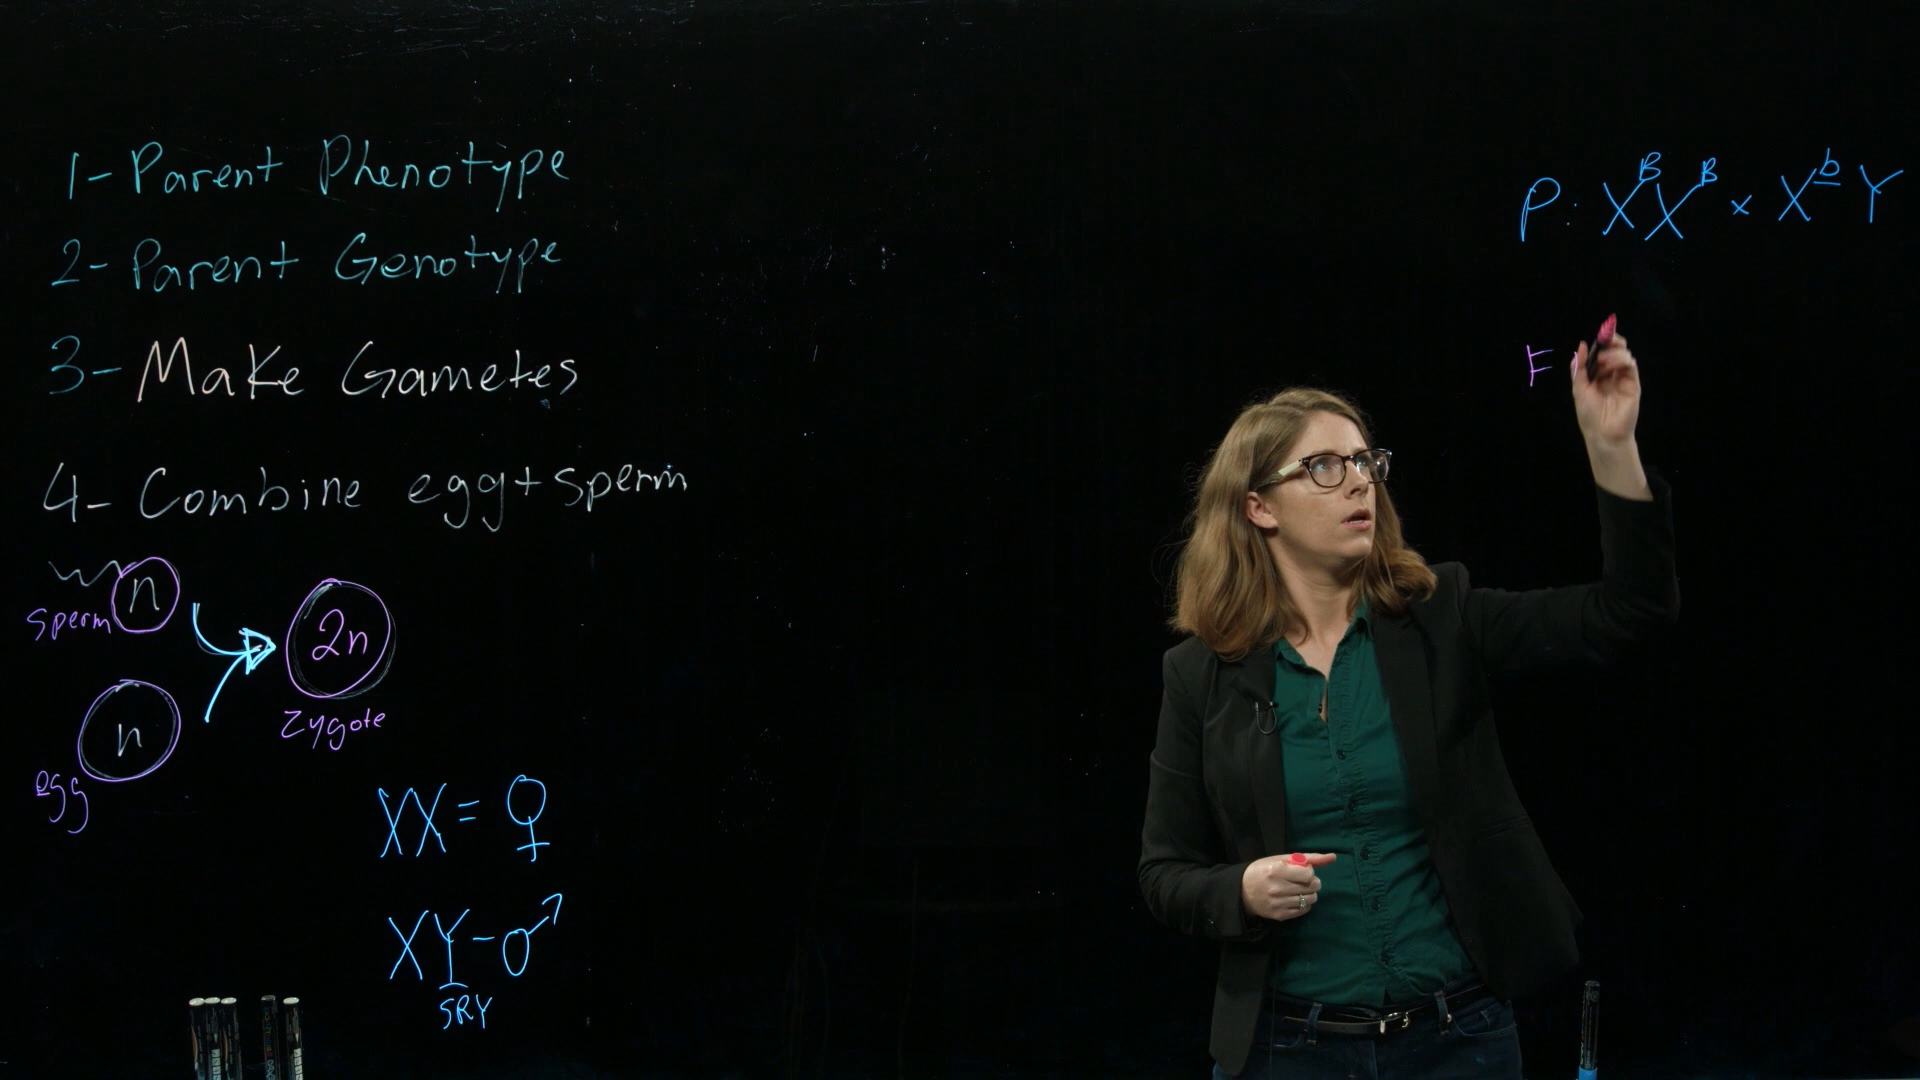 1- Parent Phenotype
2- Parent Genotype
3- Make Gametes
4- Combine egg + sperm
n
sperm
2n
zygote
n
egg
XX = ♀
XY - ♂
SRY
P: X^B X^B × X^b Y
F